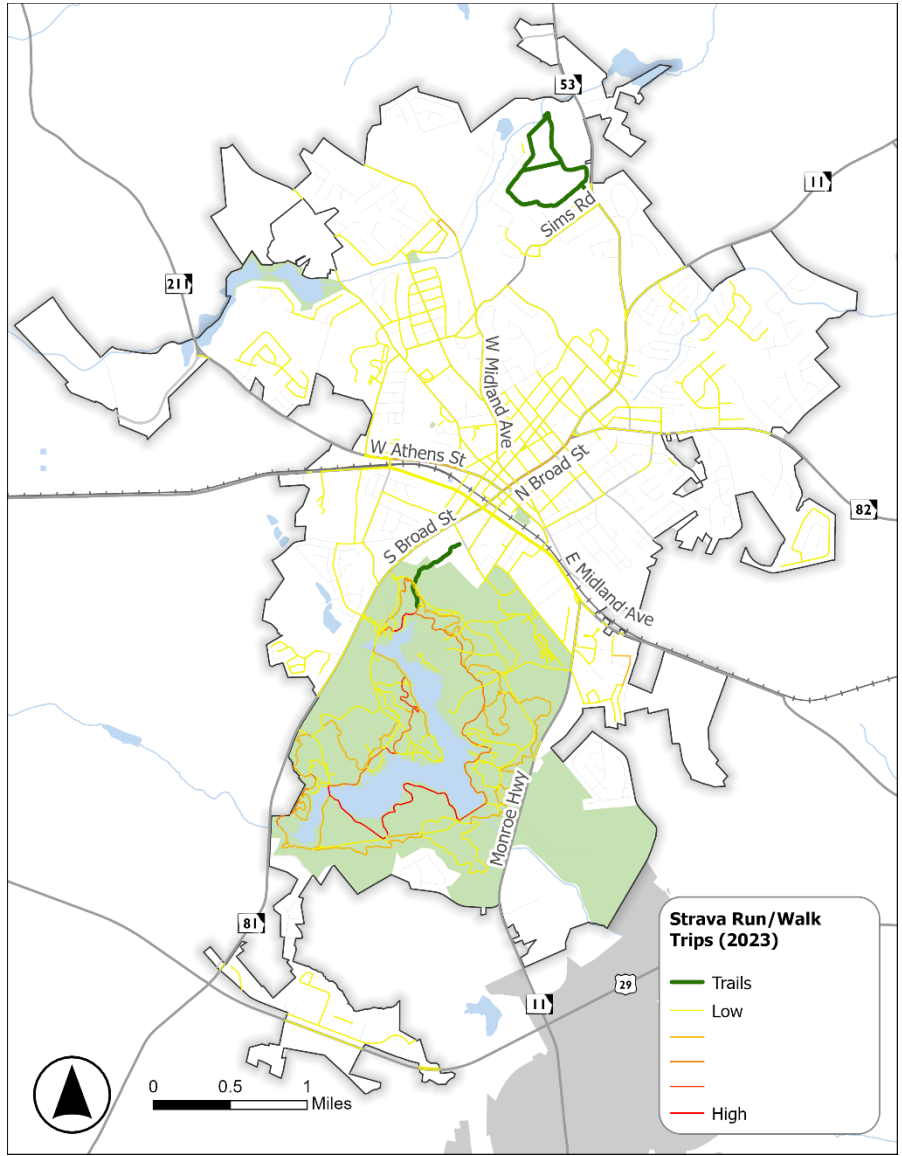 53
11
Sims Rd
211
W Midland Ave
W Athens St
N Broad St
82
S Broad St
E Midland Ave
Monroe Hwy
81
29
11
Strava Run/Walk
Trips (2023)
Trails
Low
High
0 0.5 1
Miles